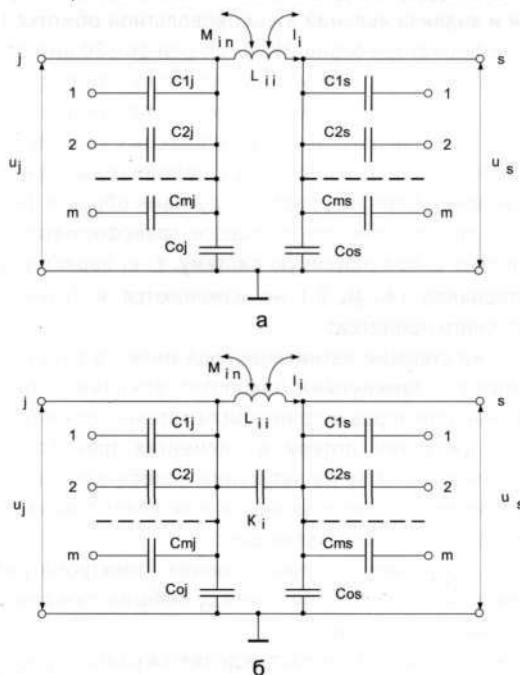 M in I i
j L ii s
1 C1j C1s 1
2 C2j C2s 2
u j u s
m Cmj Cms m
Coj Cos
а
M in I i
j L ii s
1 C1j C1s 1
2 C2j C2s 2
K i
u j u s
m Cmj Cms m
Coj Cos
б